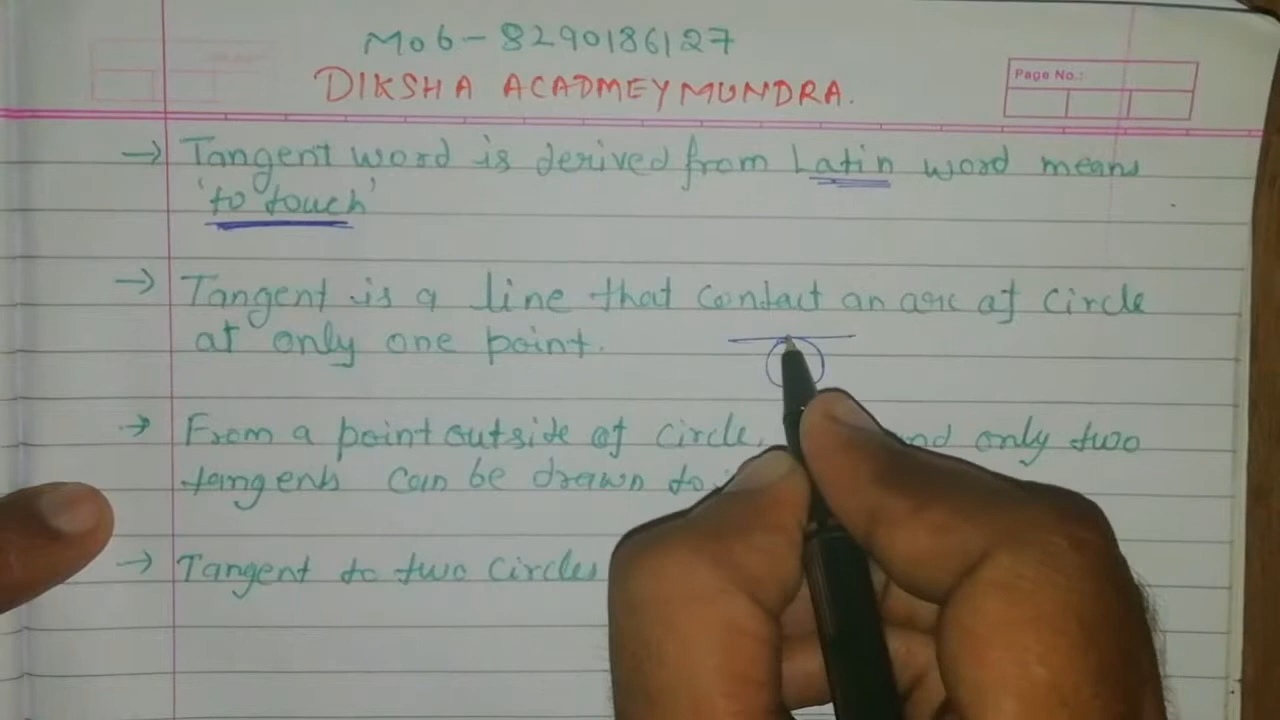 Mob-8290186127
DIKSHA ACADMEY MUNDRA.
Page No.:
→ Tangent word is derived from Latin word means
'to touch'
→ Tangent is a line that contact an arc of circle
at only one point.
→ From a point outside of circle, only two
tangents can be drawn to
→ Tangent to two circles